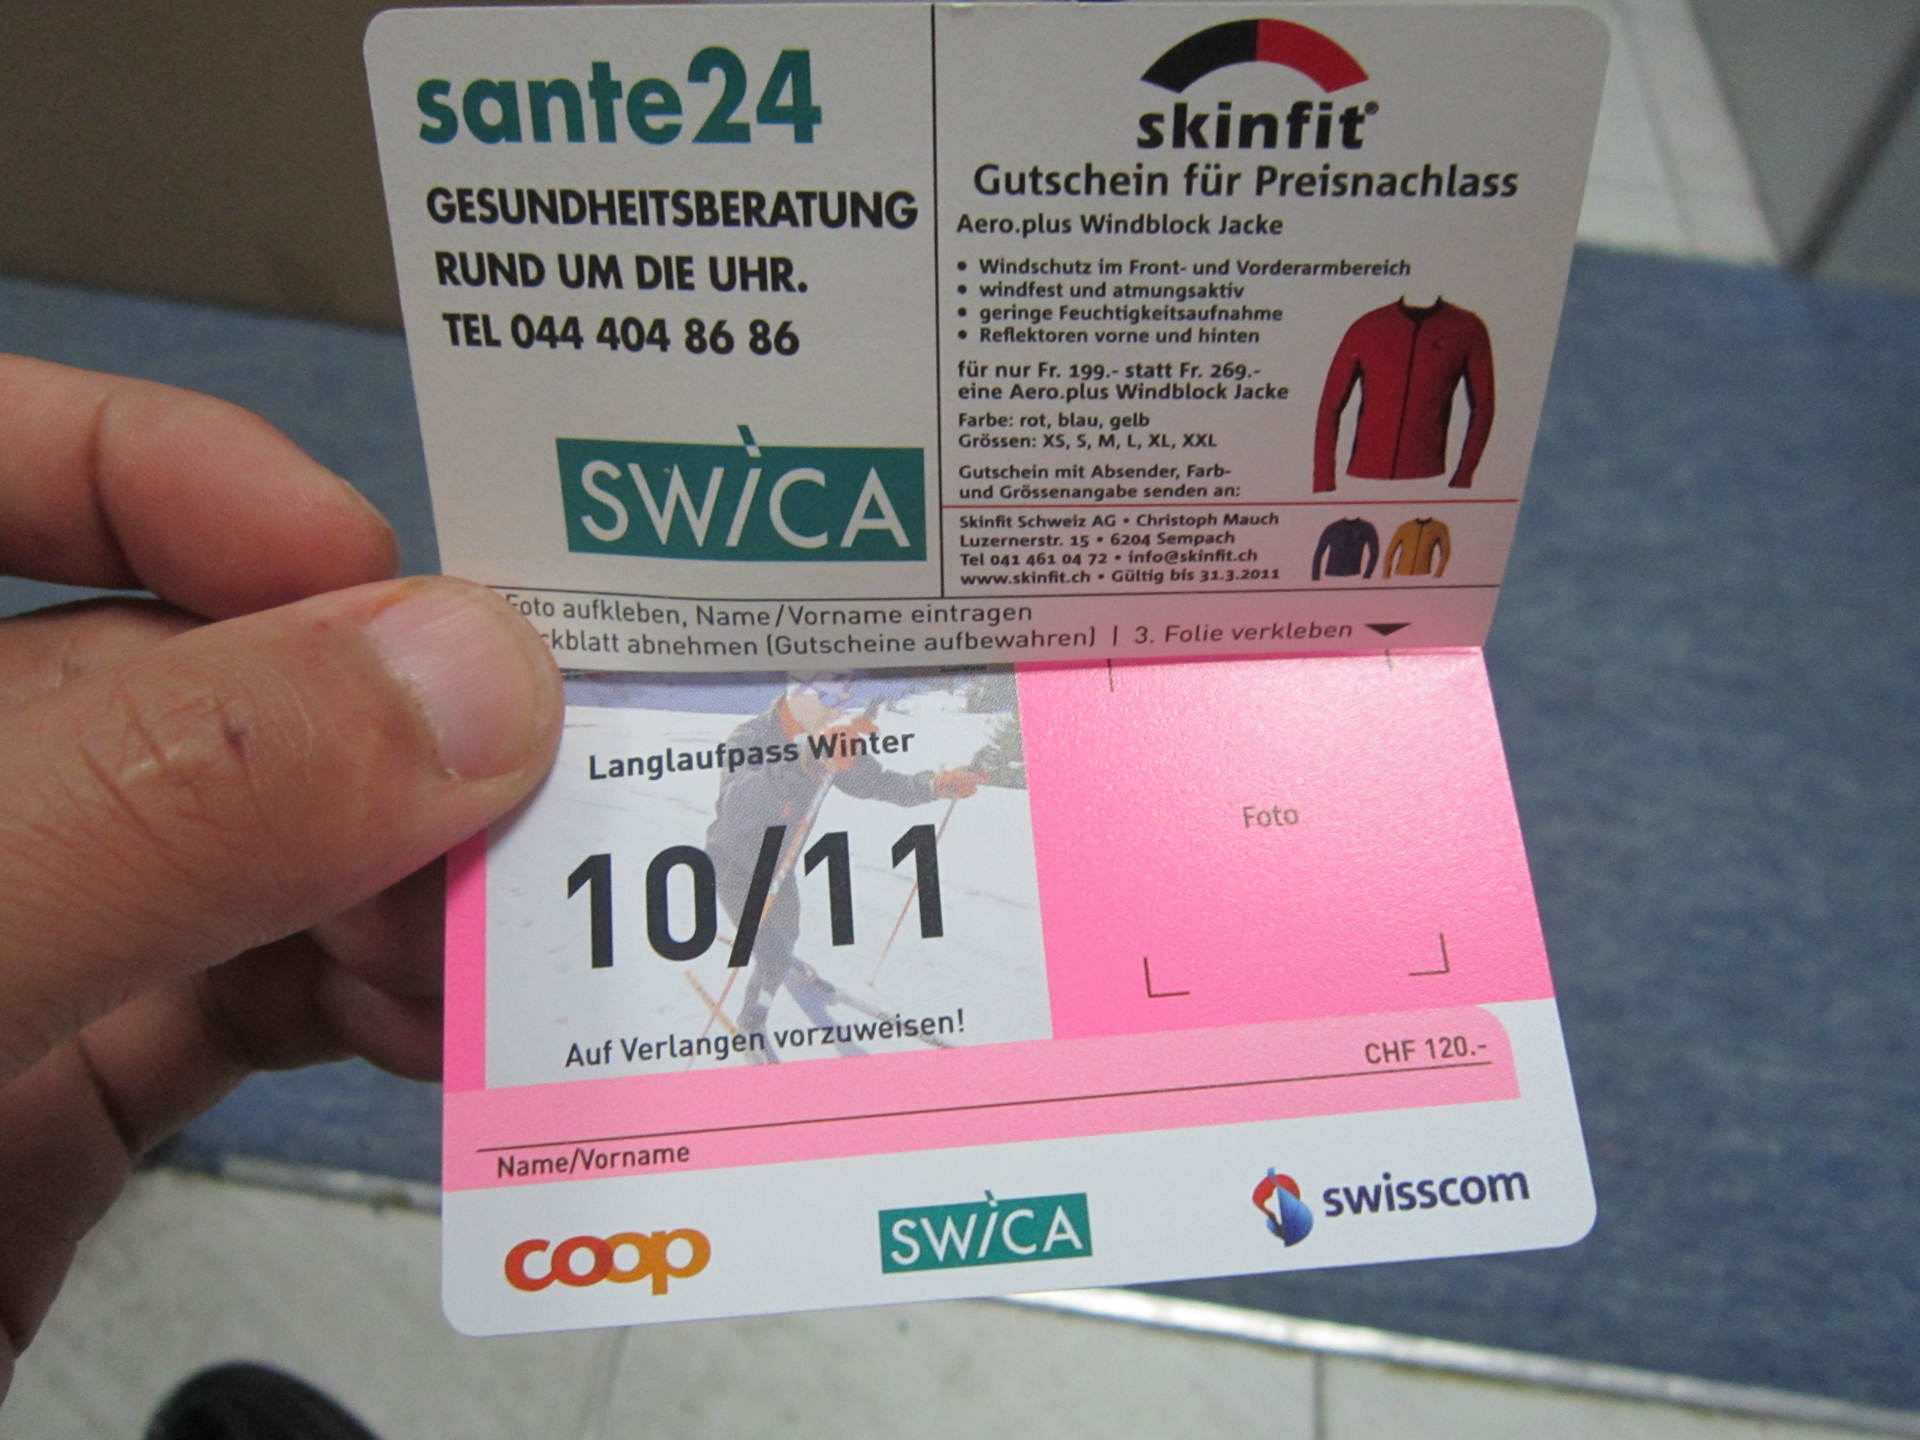 sante24
GESUNDHEITSBERATUNG
RUND UM DIE UHR.
TEL 044 404 86 86
SWICA
skinfit®
Gutschein für Preisnachlass
Aero.plus Windblock Jacke
• Windschutz im Front- und Vorderarmbereich
• windfest und atmungsaktiv
• geringe Feuchtigkeitsaufnahme
• Reflektoren vorne und hinten
für nur Fr. 199.- statt Fr. 269.-
eine Aero.plus Windblock Jacke
Farbe: rot, blau, gelb
Grössen: XS, S, M, L, XL, XXL
Gutschein mit Absender, Farb-
und Grössenangabe senden an:
Skinfit Schweiz AG • Christoph Mauch
Luzernerstr. 15 • 6204 Sempach
Tel 041 461 04 72 • info@skinfit.ch
www.skinfit.ch • Gültig bis 31.3.2011
Foto aufkleben, Name/Vorname eintragen
ckblatt abnehmen (Gutscheine aufbewahren) | 3. Folie verkleben
Langlaufpass Winter
10/11
Auf Verlangen vorzuweisen!
Foto
CHF 120.-
Name/Vorname
coop
SWICA
swisscom